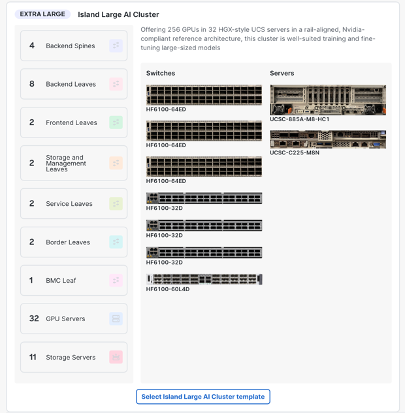 EXTRA LARGE Island Large AI Cluster
4 Backend Spines
8 Backend Leaves
2 Frontend Leaves
2 Storage and
Management
Leaves
2 Service Leaves
2 Border Leaves
1 BMC Leaf
32 GPU Servers
11 Storage Servers
Offering 256 GPUs in 32 HGX-style UCS servers in a rail-aligned, Nvidia-
compliant reference architecture, this cluster is well-suited training and fine-
tuning large-sized models
Switches
HF6100-64ED
HF6100-64ED
HF6100-64ED
HF6100-32D
HF6100-32D
HF6100-32D
HF6100-60L4D
Servers
UCSC-885A-M8-HC1
UCSC-C225-M8N
Select Island Large AI Cluster template